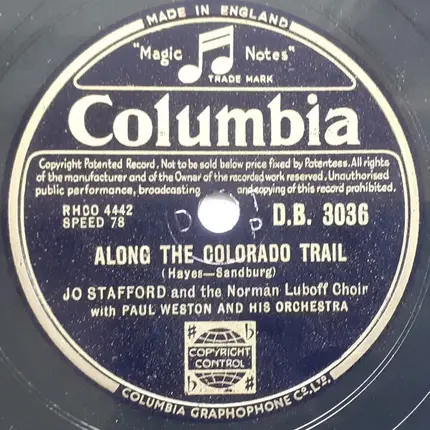 MADE IN ENGLAND
"Magic Notes"
TRADE MARK
Columbia
Copyright Patented Record. Not to be sold below price fixed by Patentees. All rights
of the manufacturer and of the Owner of the recorded work reserved. Unauthorised
public performance, broadcasting and copying of this record prohibited.
RHCO 4442
SPEED 78
D.B. 3036
ALONG THE COLORADO TRAIL
(Hayes—Sandburg)
JO STAFFORD and the Norman Luboff Choir
with PAUL WESTON AND HIS ORCHESTRA
COPYRIGHT
CONTROL
COLUMBIA GRAPHOPHONE Co. Ltd.